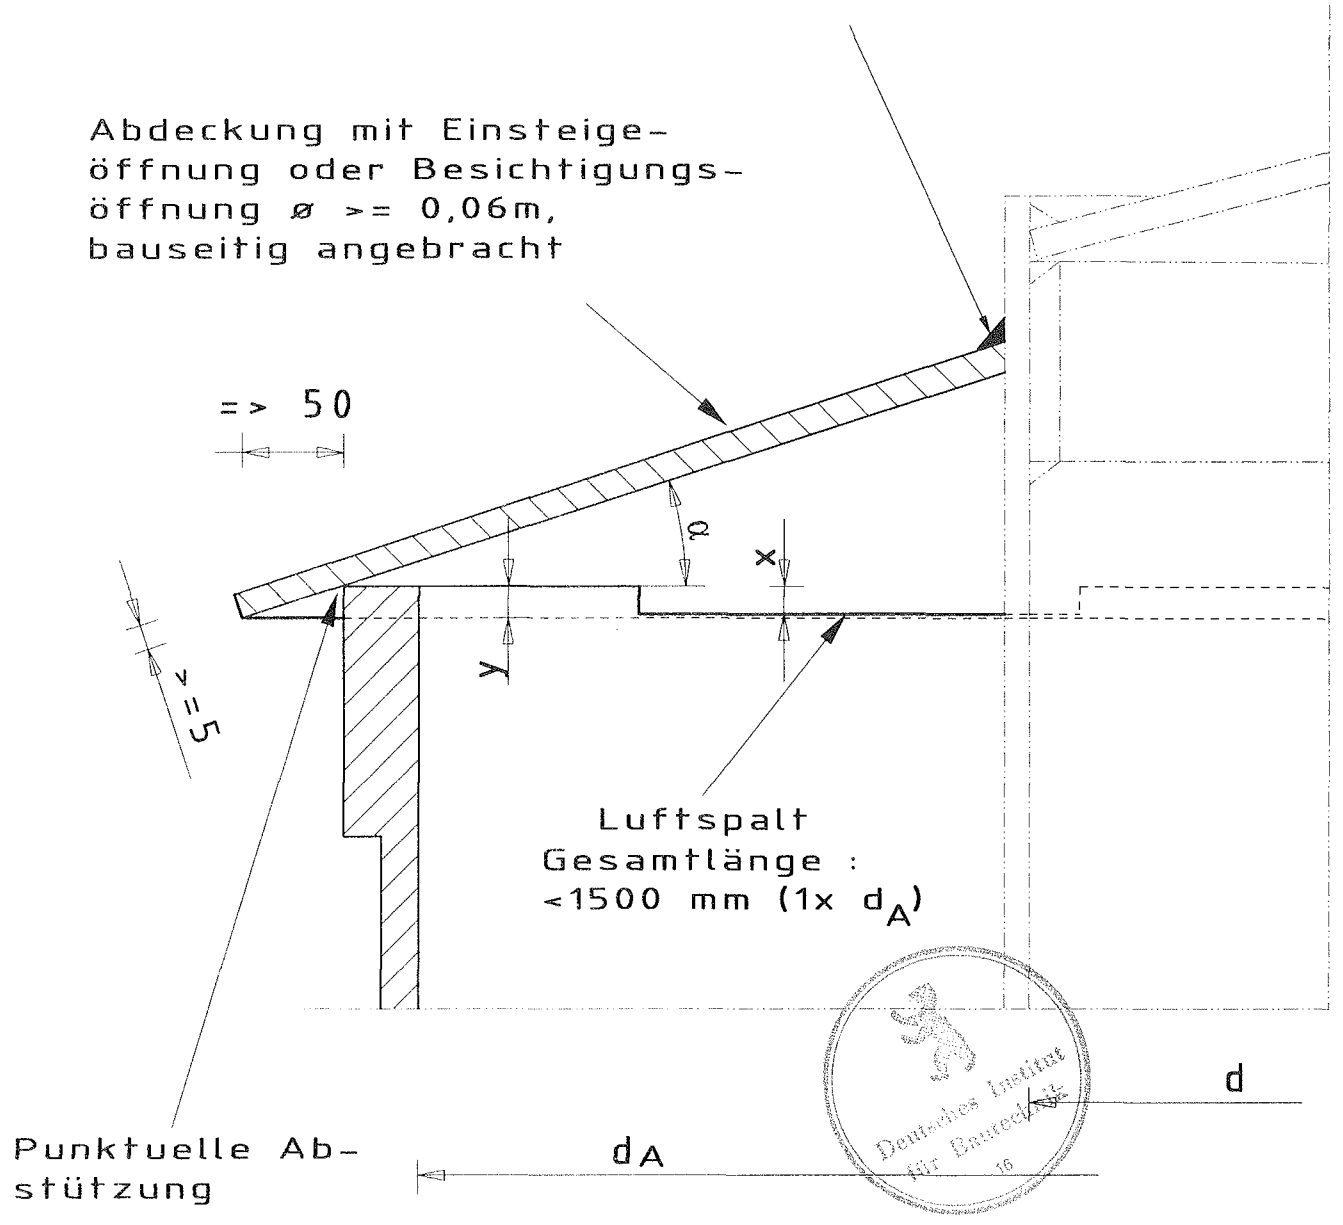 Abdeckung mit Einsteige-
öffnung oder Besichtigungs-
öffnung ø >= 0,06m,
bauseitig angebracht
=> 50
α
x
y
>=5
Luftspalt
Gesamtlänge :
<1500 mm (1x dA)
Deutsches Institut
für Bautechnik
16
d
dA
Punktuelle Ab-
stützung